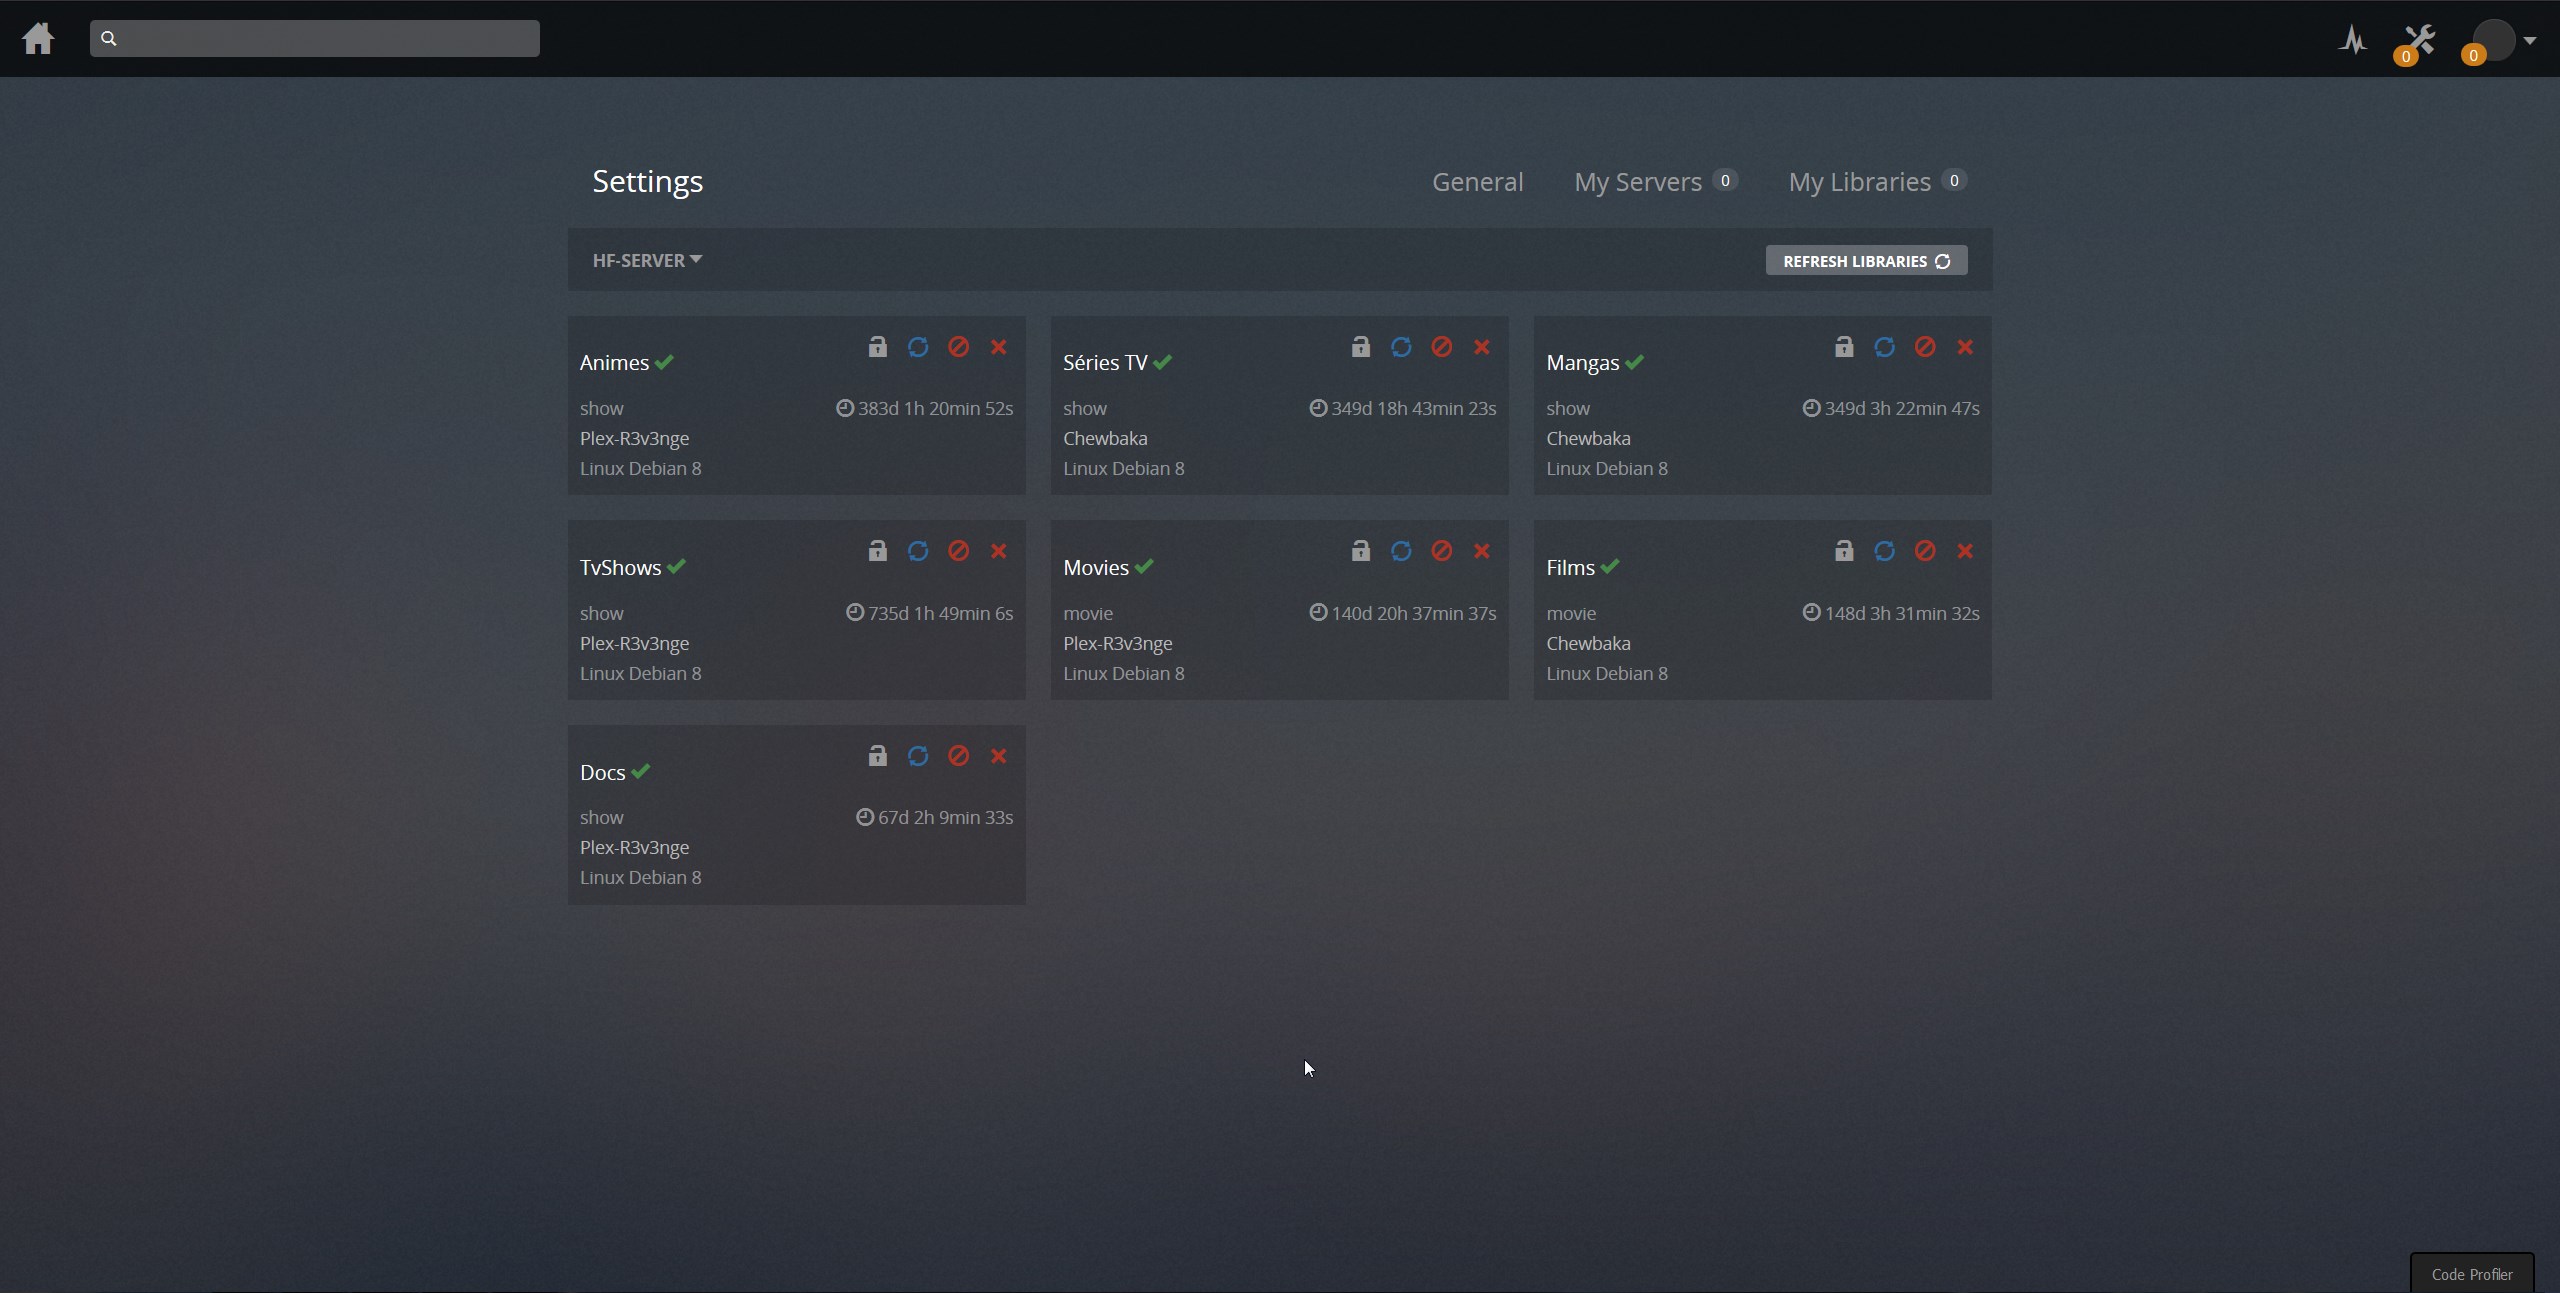 0
0
Settings
General
My Servers 0
My Libraries 0
HF-SERVER
REFRESH LIBRARIES
Animes
show
383d 1h 20min 52s
Plex-R3v3nge
Linux Debian 8
Séries TV
show
349d 18h 43min 23s
Chewbaka
Linux Debian 8
Mangas
show
349d 3h 22min 47s
Chewbaka
Linux Debian 8
TvShows
show
735d 1h 49min 6s
Plex-R3v3nge
Linux Debian 8
Movies
movie
140d 20h 37min 37s
Plex-R3v3nge
Linux Debian 8
Films
movie
148d 3h 31min 32s
Chewbaka
Linux Debian 8
Docs
show
67d 2h 9min 33s
Plex-R3v3nge
Linux Debian 8
Code Profiler